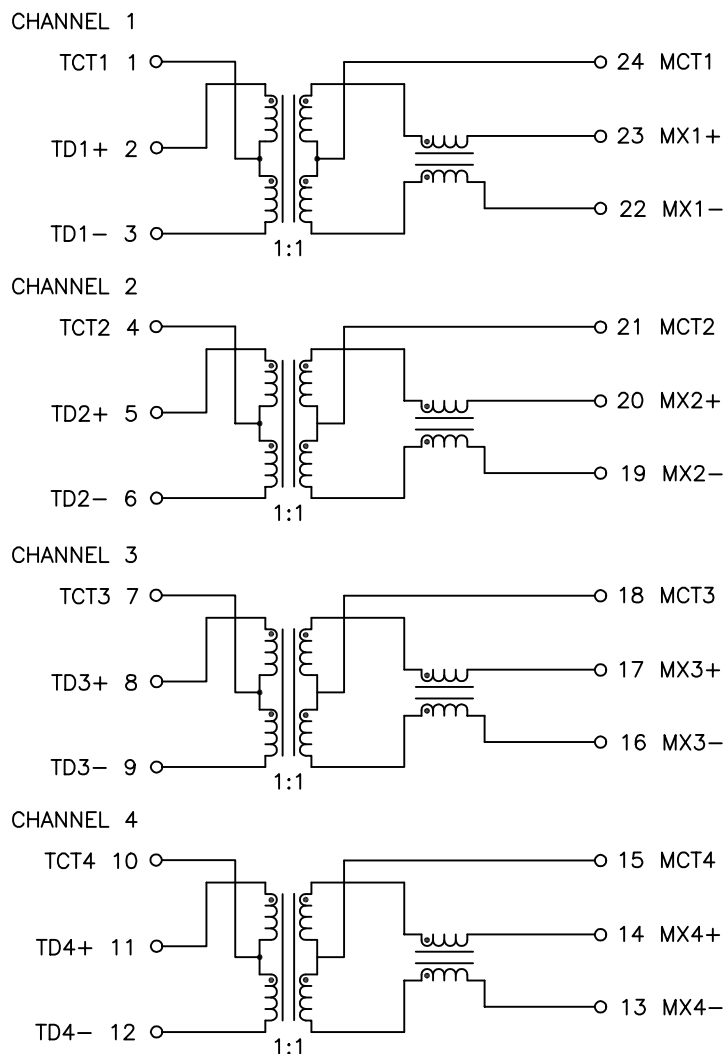 CHANNEL 1
TCT1 1 24 MCT1
TD1+ 2 23 MX1+
22 MX1−
TD1− 3
1:1
CHANNEL 2
TCT2 4 21 MCT2
TD2+ 5 20 MX2+
19 MX2−
TD2− 6
1:1
CHANNEL 3
TCT3 7 18 MCT3
TD3+ 8 17 MX3+
16 MX3−
TD3− 9
1:1
CHANNEL 4
TCT4 10 15 MCT4
TD4+ 11 14 MX4+
13 MX4−
TD4− 12
1:1